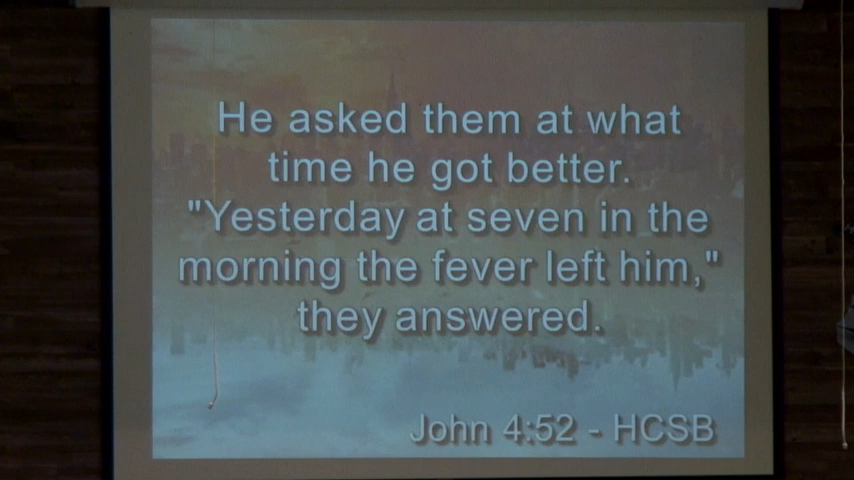 He asked them at what
time he got better.
"Yesterday at seven in the
morning the fever left him,"
they answered.
John 4:52 - HCSB